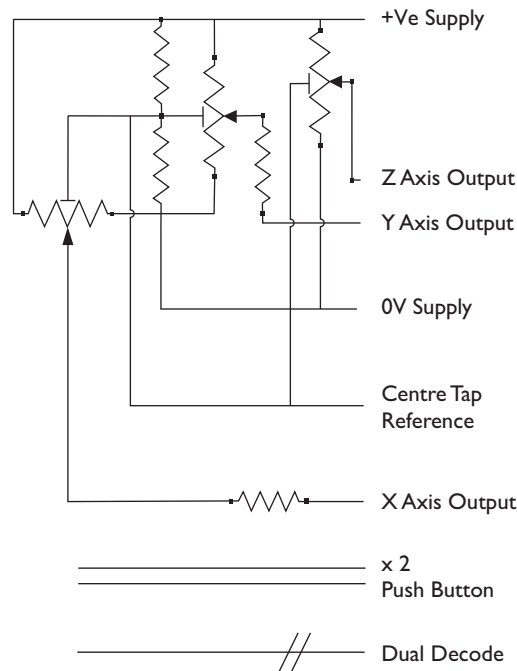 +Ve Supply
Z Axis Output
Y Axis Output
0V Supply
Centre Tap
Reference
X Axis Output
x 2
Push Button
Dual Decode